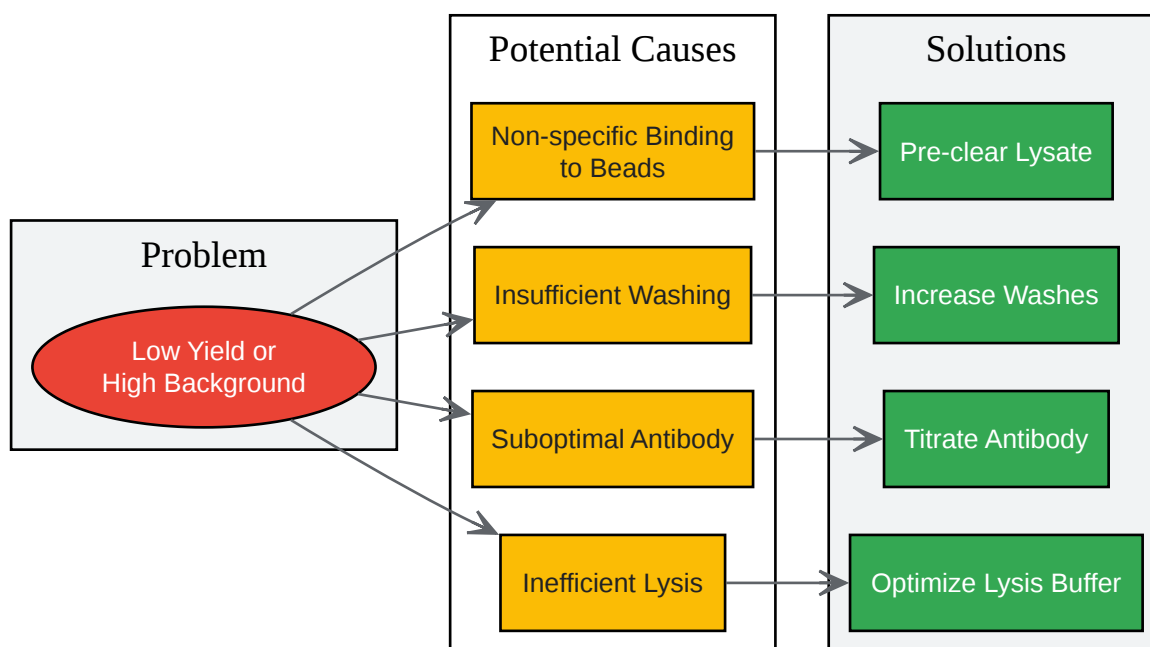 Problem
Low Yield or
High Background
Potential Causes
Non-specific Binding
to Beads
Insufficient Washing
Suboptimal Antibody
Inefficient Lysis
Solutions
Pre-clear Lysate
Increase Washes
Titrate Antibody
Optimize Lysis Buffer